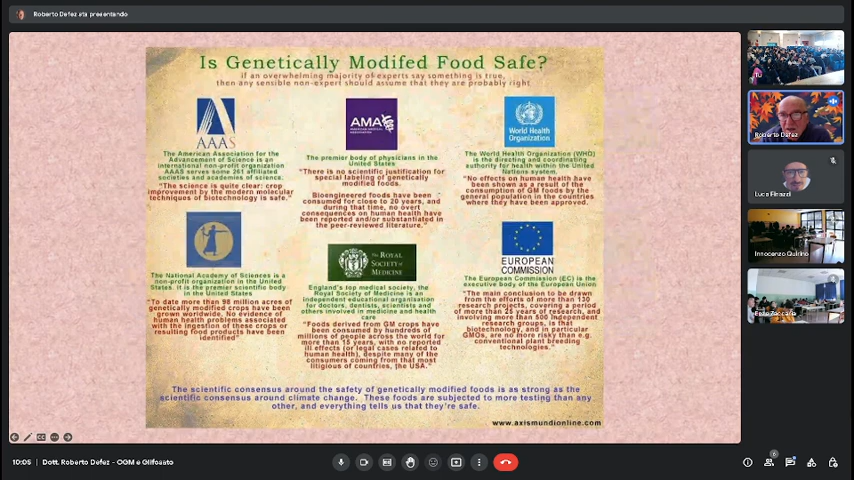 Roberto Defez sta presentando
Is Genetically Modifed Food Safe?
if an overwhelming majority of experts say something is true,
then any sensible non-expert should assume that they are probably right
AAAS
The American Association for the
Advancement of Science is an
international non-profit organization
AAAS serves some 261 affiliated
societies and academies of science.
"The science is quite clear: crop
improvement by the modern molecular
techniques of biotechnology is safe."
AMA
AMERICAN MEDICAL
ASSOCIATION
The premier body of physicians in the
United States
"There is no scientific justification for
special labeling of genetically
modified foods.
Bioengineered foods have been
consumed for close to 20 years, and
during that time, no overt
consequences on human health have
been reported and/or substantiated in
the peer-reviewed literature."
World Health
Organization
The World Health Organization (WHO)
is the directing and coordinating
authority for health within the United
Nations system.
"No effects on human health have
been shown as a result of the
consumption of GM foods by the
general population in the countries
where they have been approved.
The National Academy of Sciences is a
non-profit organization in the United
States. It is the premier scientific body
in the United States
"To date more than 98 million acres of
genetically modified crops have been
grown worldwide. No evidence of
human health problems associated
with the ingestion of these crops or
resulting food products have been
identified"
The ROYAL
SOCIETY of
MEDICINE
England's top medical society, the
Royal Society of Medicine is an
independent educational organisation
for doctors, dentists, scientists and
others involved in medicine and health
care
"Foods derived from GM crops have
been consumed by hundreds of
millions of people across the world
for more than 15 years, with no reported
ill effects (or legal cases related to
human health), despite many of the
consumers coming from that most
litigious of countries, the USA."
EUROPEAN
COMMISSION
The European Commission (EC) is the
executive body of the European Union
"The main conclusion to be drawn
from the efforts of more than 130
research projects, covering a period
of more than 25 years of research, and
involving more than 500 independent
research groups, is that
biotechnology, and in particular
GMOs, are no more risky than e.g.
conventional plant breeding
technologies."
The scientific consensus around the safety of genetically modified foods is as strong as the
scientific consensus around climate change. These foods are subjected to more testing than any
other, and everything tells us that they're safe.
www.axismundionline.com
Tu
Roberto Defez
Innocenzo Quirino
6
10:05 | Dott. Roberto Defez - OGM e Glifosato